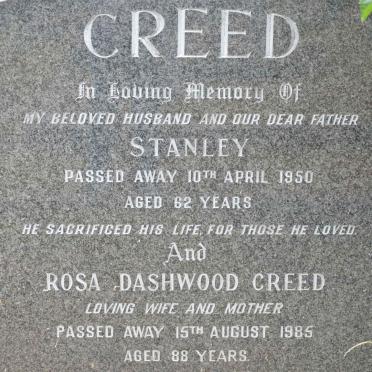 CREED
In Loving Memory Of
MY BELOVED HUSBAND AND OUR DEAR FATHER
STANLEY
PASSED AWAY 10TH APRIL 1950
AGED 62 YEARS
HE SACRIFICED HIS LIFE, FOR THOSE HE LOVED.
And
ROSA DASHWOOD CREED
LOVING WIFE AND MOTHER
PASSED AWAY 15TH AUGUST 1985
AGED 88 YEARS